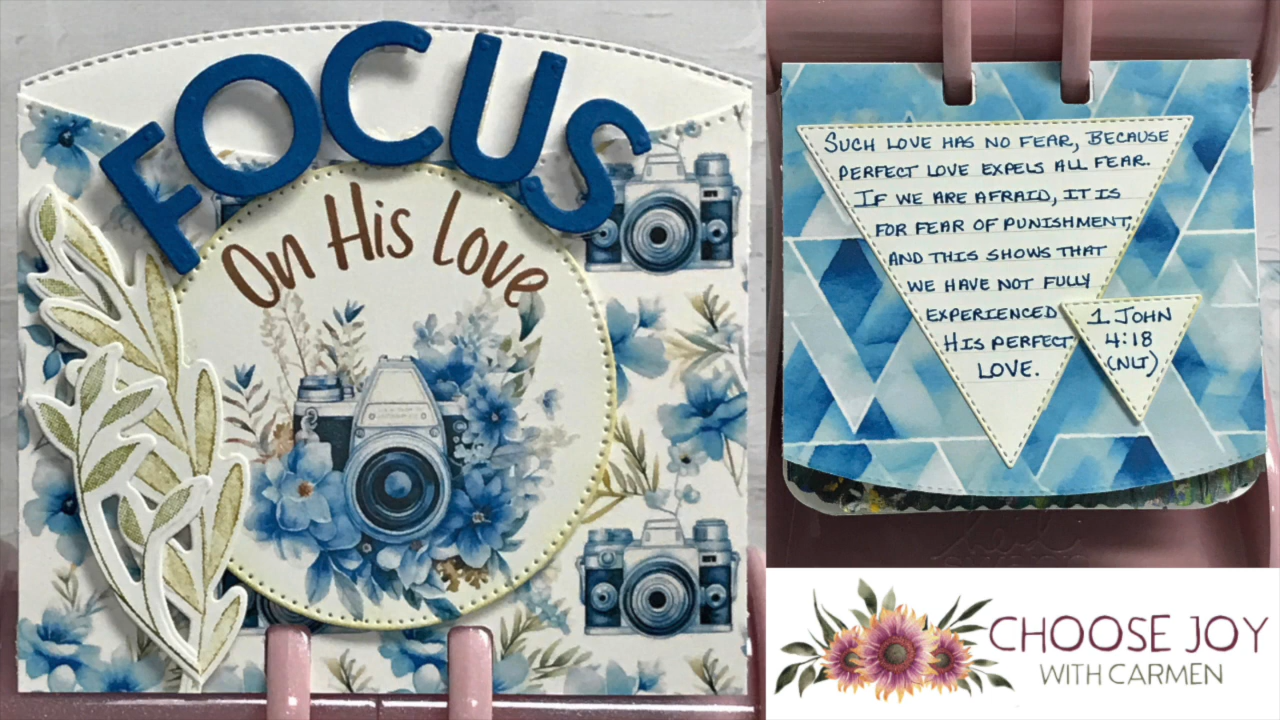 FOCUS
On His Love
SUCH LOVE HAS NO FEAR, BECAUSE
PERFECT LOVE EXPELS ALL FEAR.
IF WE ARE AFRAID, IT IS
FOR FEAR OF PUNISHMENT,
AND THIS SHOWS THAT
WE HAVE NOT FULLY
EXPERIENCED
HIS PERFECT
LOVE.
1 JOHN
4:18
(NLT)
CHOOSE JOY
WITH CARMEN